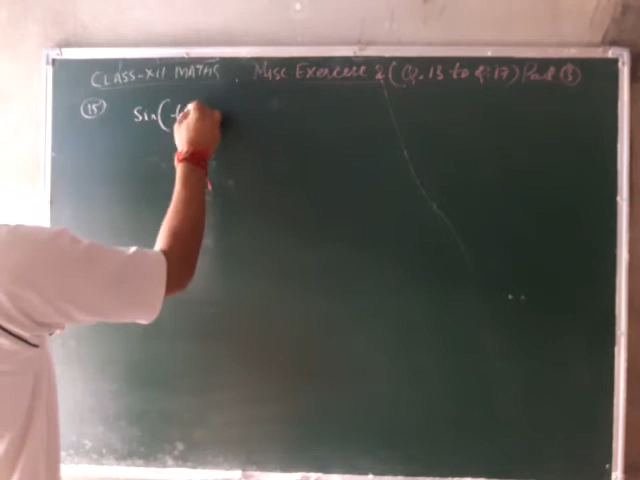 CLASS-XII MATHS, Misc Exercise 2 (Q.13 to Q.17) Part 3
15 Sin(t